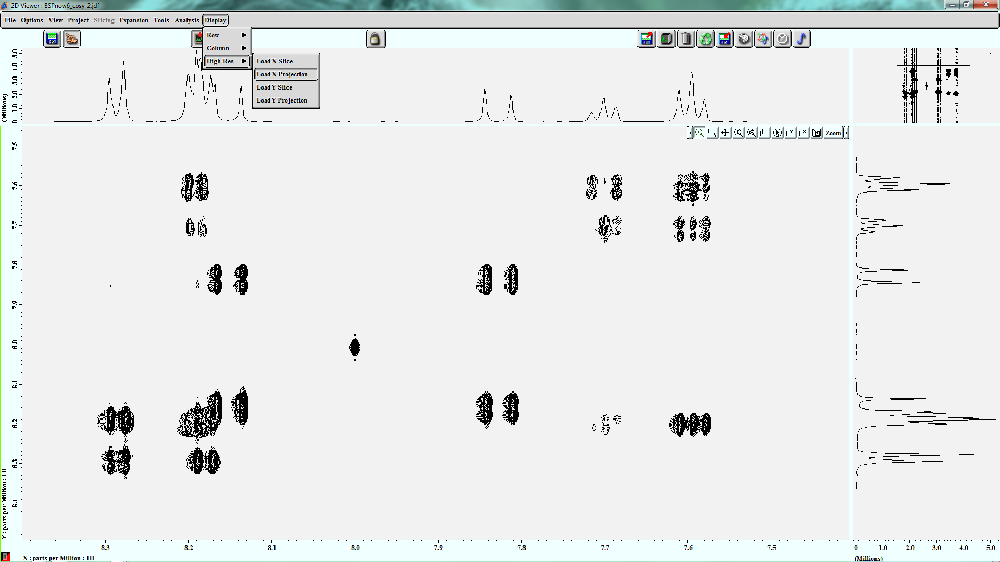 2D Viewer : BSPnow6_cosy-2.jdf
File Options View Project Slicing Expansion Tools Analysis Display
Row
Column
High-Res
Load X Slice
Load X Projection
Load Y Slice
Load Y Projection
5.0
4.0
3.0
2.0
1.0
0
(Millions)
Zoom
7.5
7.6
7.7
7.8
7.9
8.0
8.1
8.2
8.3
8.4
Y : parts per Million : 1H
8.3 8.2 8.1 8.0 7.9 7.8 7.7 7.6 7.5
X : parts per Million : 1H
0 1.0 2.0 3.0 4.0 5.0
(Millions)